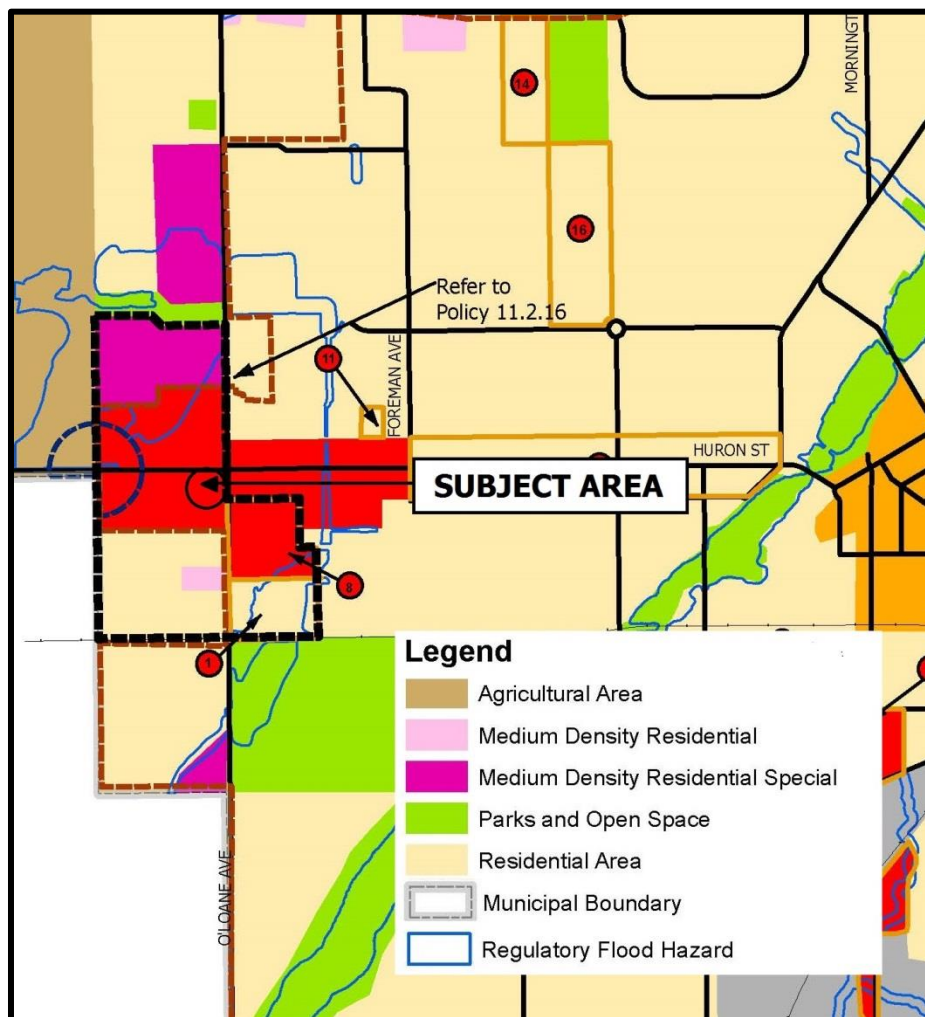 14
MORNINGT
16
Refer to
Policy 11.2.16
11
FOREMAN AVE
HURON ST
SUBJECT AREA
8
1
O'LOANE AVE
Legend
Agricultural Area
Medium Density Residential
Medium Density Residential Special
Parks and Open Space
Residential Area
Municipal Boundary
Regulatory Flood Hazard